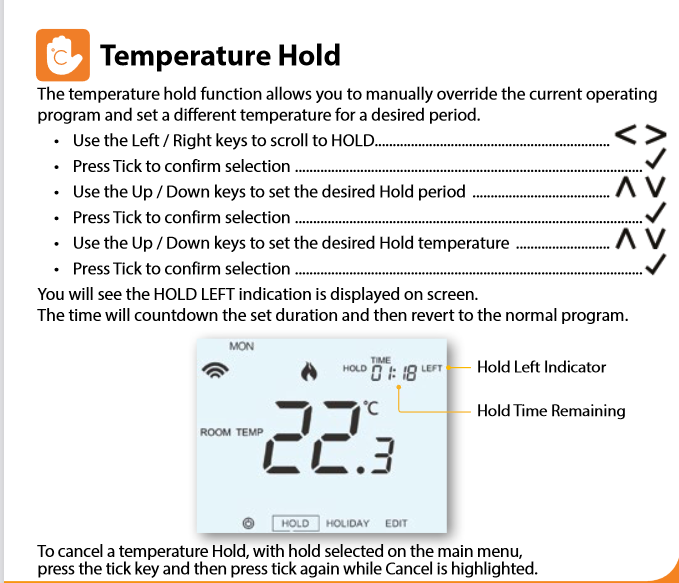 °C Temperature Hold
The temperature hold function allows you to manually override the current operating
program and set a different temperature for a desired period.
• Use the Left / Right keys to scroll to HOLD................................................................ < >
• Press Tick to confirm selection ............................................................................................... ✓
• Use the Up / Down keys to set the desired Hold period ...................................... ∧ ∨
• Press Tick to confirm selection ............................................................................................... ✓
• Use the Up / Down keys to set the desired Hold temperature .......................... ∧ ∨
• Press Tick to confirm selection ............................................................................................... ✓
You will see the HOLD LEFT indication is displayed on screen.
The time will countdown the set duration and then revert to the normal program.
MON
HOLD TIME 01:18 LEFT
Hold Left Indicator
Hold Time Remaining
ROOM TEMP 22.3 °C
HOLD HOLIDAY EDIT
To cancel a temperature Hold, with hold selected on the main menu,
press the tick key and then press tick again while Cancel is highlighted.